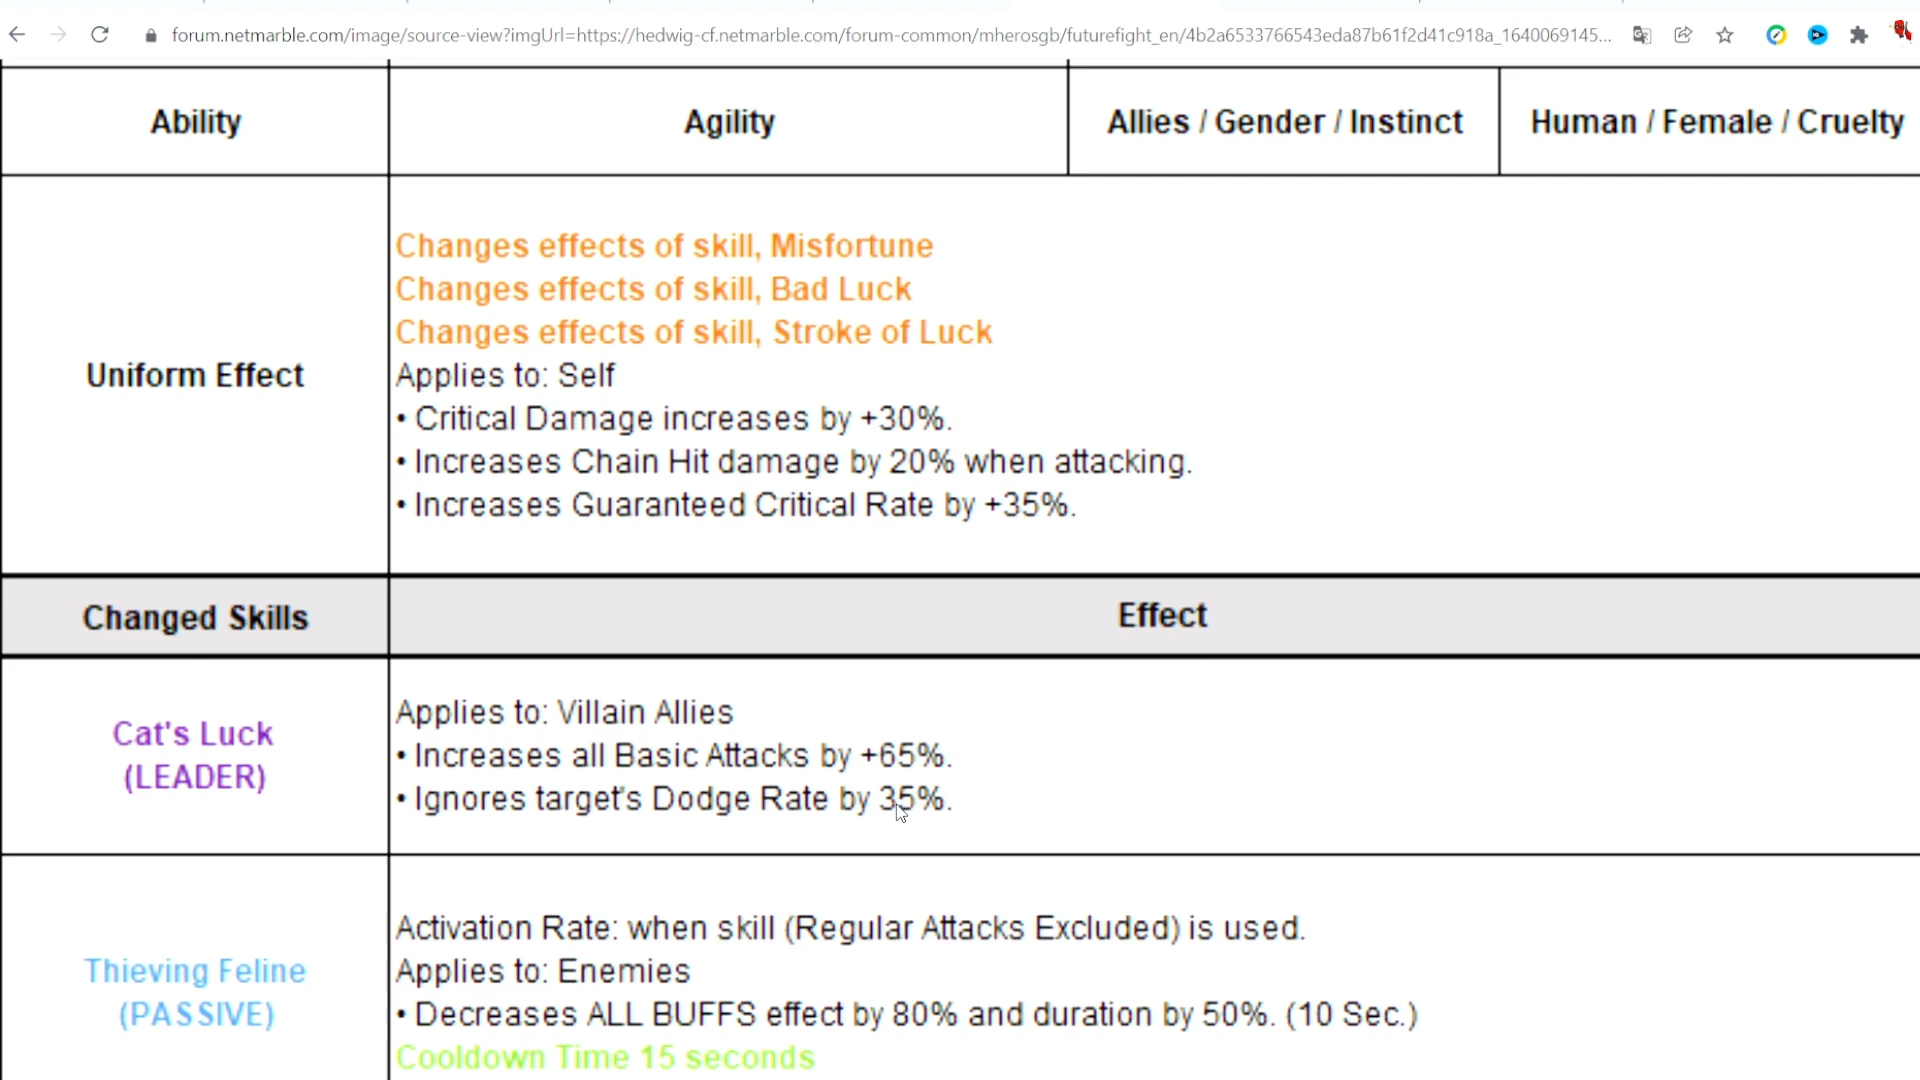 forum.netmarble.com/image/source-view?imgUrl=https://hedwig-cf.netmarble.com/forum-common/mherosgb/futurefight_en/4b2a6533766543eda87b61f2d41c918a_1640069145...
Ability
Agility
Allies / Gender / Instinct
Human / Female / Cruelty
Uniform Effect
Changes effects of skill, Misfortune
Changes effects of skill, Bad Luck
Changes effects of skill, Stroke of Luck
Applies to: Self
• Critical Damage increases by +30%.
• Increases Chain Hit damage by 20% when attacking.
• Increases Guaranteed Critical Rate by +35%.
Changed Skills
Effect
Cat's Luck
(LEADER)
Applies to: Villain Allies
• Increases all Basic Attacks by +65%.
• Ignores target's Dodge Rate by 35%.
Thieving Feline
(PASSIVE)
Activation Rate: when skill (Regular Attacks Excluded) is used.
Applies to: Enemies
• Decreases ALL BUFFS effect by 80% and duration by 50%. (10 Sec.)
Cooldown Time 15 seconds